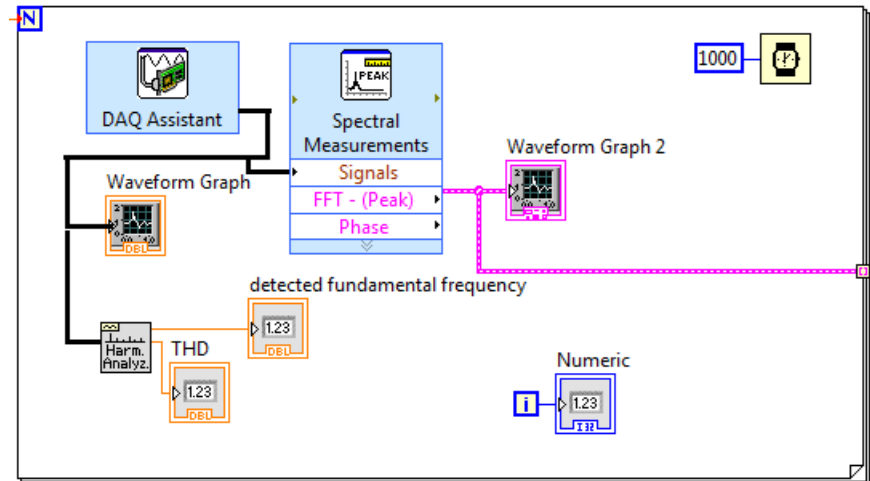 N
DAQ Assistant
PEAK
Spectral
Measurements
Signals
FFT - (Peak)
Phase
1000
Waveform Graph
DBL
Waveform Graph 2
detected fundamental frequency
1.23
DBL
Harm.
Analyz.
THD
1.23
DBL
Numeric
i
1.23
I32